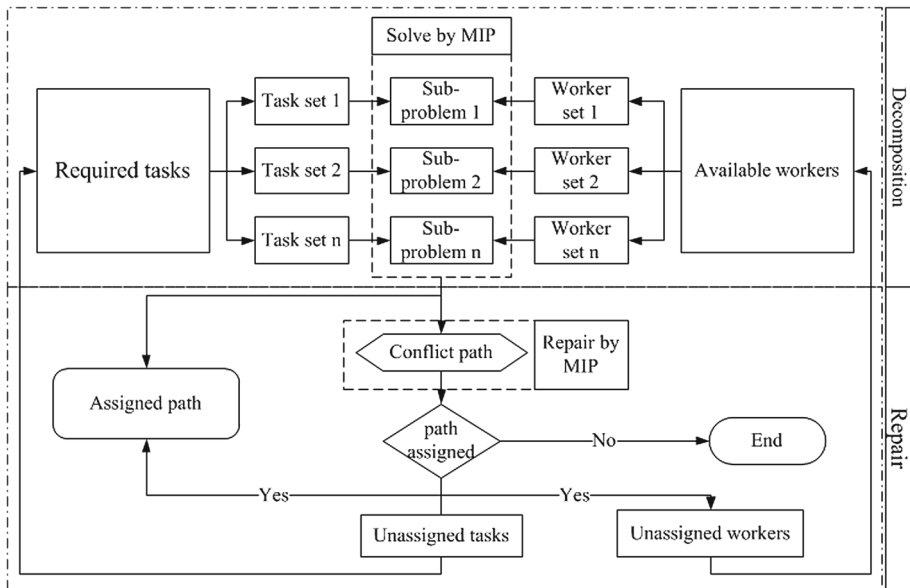 Solve by MIP
Required tasks
Task set 1
Task set 2
Task set n
Sub-
problem 1
Sub-
problem 2
Sub-
problem n
Worker
set 1
Worker
set 2
Worker
set n
Available workers
Decomposition
Conflict path
Repair by
MIP
Assigned path
path
assigned
No
End
Yes
Yes
Unassigned tasks
Unassigned workers
Repair